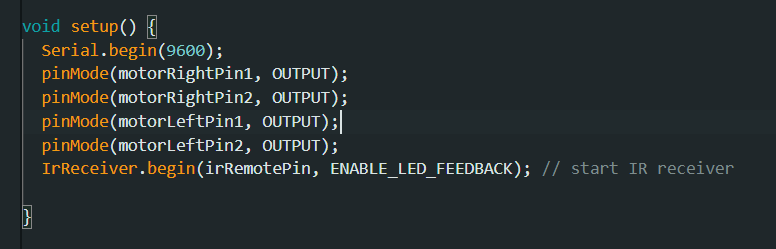 void setup() {
  Serial.begin(9600);
  pinMode(motorRightPin1, OUTPUT);
  pinMode(motorRightPin2, OUTPUT);
  pinMode(motorLeftPin1, OUTPUT);
  pinMode(motorLeftPin2, OUTPUT);
  IrReceiver.begin(irRemotePin, ENABLE_LED_FEEDBACK); // start IR receiver
}